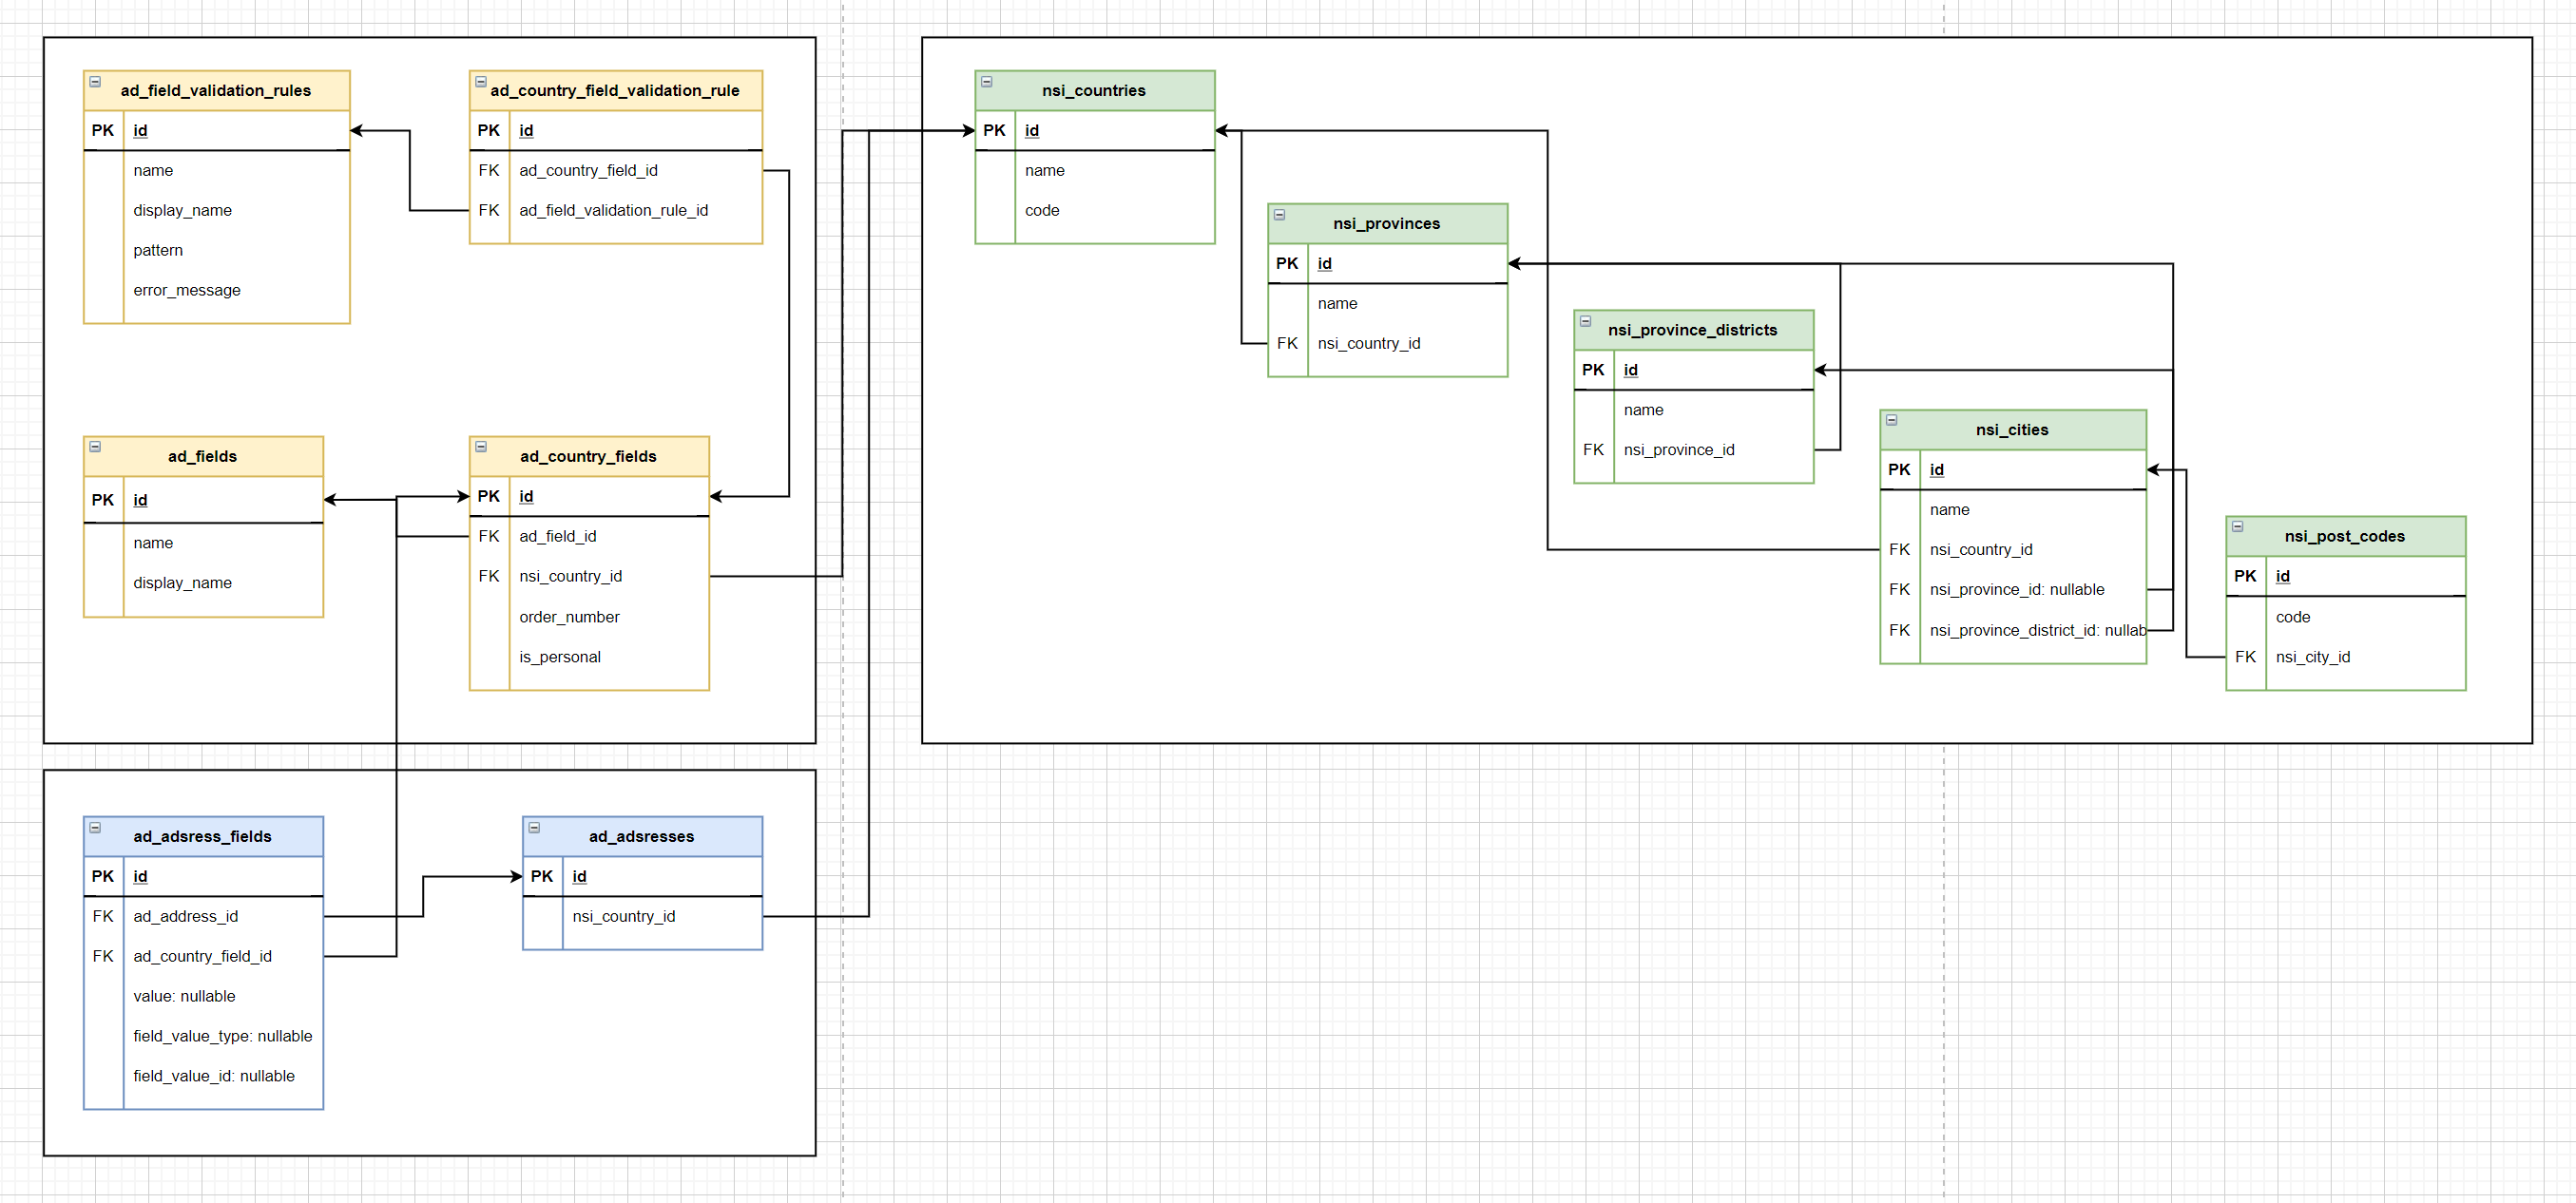 ad_field_validation_rules
PK id
name
display_name
pattern
error_message
ad_country_field_validation_rule
PK id
FK ad_country_field_id
FK ad_field_validation_rule_id
ad_fields
PK id
name
display_name
ad_country_fields
PK id
FK ad_field_id
FK nsi_country_id
order_number
is_personal
nsi_countries
PK id
name
code
nsi_provinces
PK id
name
FK nsi_country_id
nsi_province_districts
PK id
name
FK nsi_province_id
nsi_cities
PK id
name
FK nsi_country_id
FK nsi_province_id: nullable
FK nsi_province_district_id: nullab
nsi_post_codes
PK id
code
FK nsi_city_id
ad_adsress_fields
PK id
FK ad_address_id
FK ad_country_field_id
value: nullable
field_value_type: nullable
field_value_id: nullable
ad_adsresses
PK id
nsi_country_id